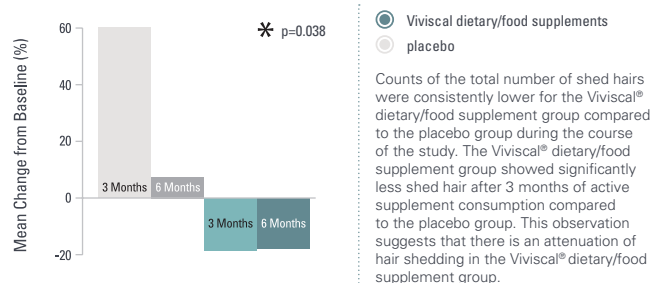 Mean Change from Baseline (%)
60
40
20
0
-20
3 Months
6 Months
3 Months
6 Months
* p=0.038
Viviscal dietary/food supplements
placebo
Counts of the total number of shed hairs
were consistently lower for the Viviscal®
dietary/food supplement group compared
to the placebo group during the course
of the study. The Viviscal® dietary/food
supplement group showed significantly
less shed hair after 3 months of active
supplement consumption compared
to the placebo group. This observation
suggests that there is an attenuation of
hair shedding in the Viviscal® dietary/food
supplement group.